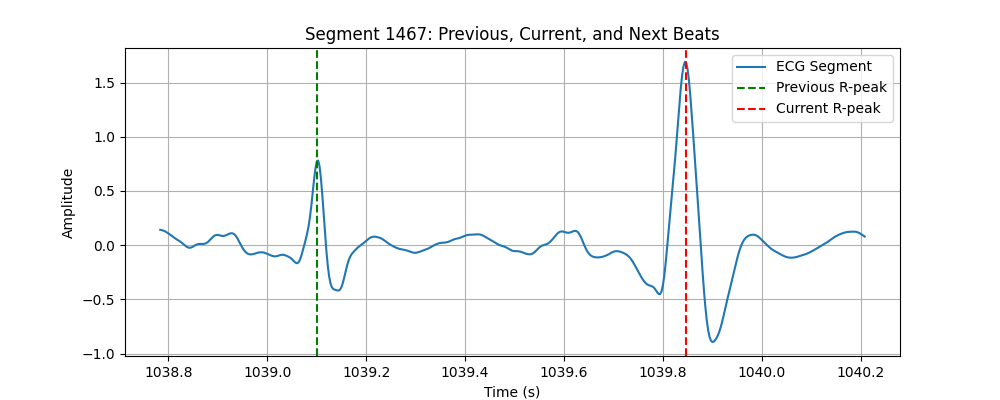 Segment 1467: Previous, Current, and Next Beats
ECG Segment
Previous R-peak
Current R-peak
1.5
1.0
0.5
0.0
−0.5
−1.0
Amplitude
1038.8 1039.0 1039.2 1039.4 1039.6 1039.8 1040.0 1040.2
Time (s)